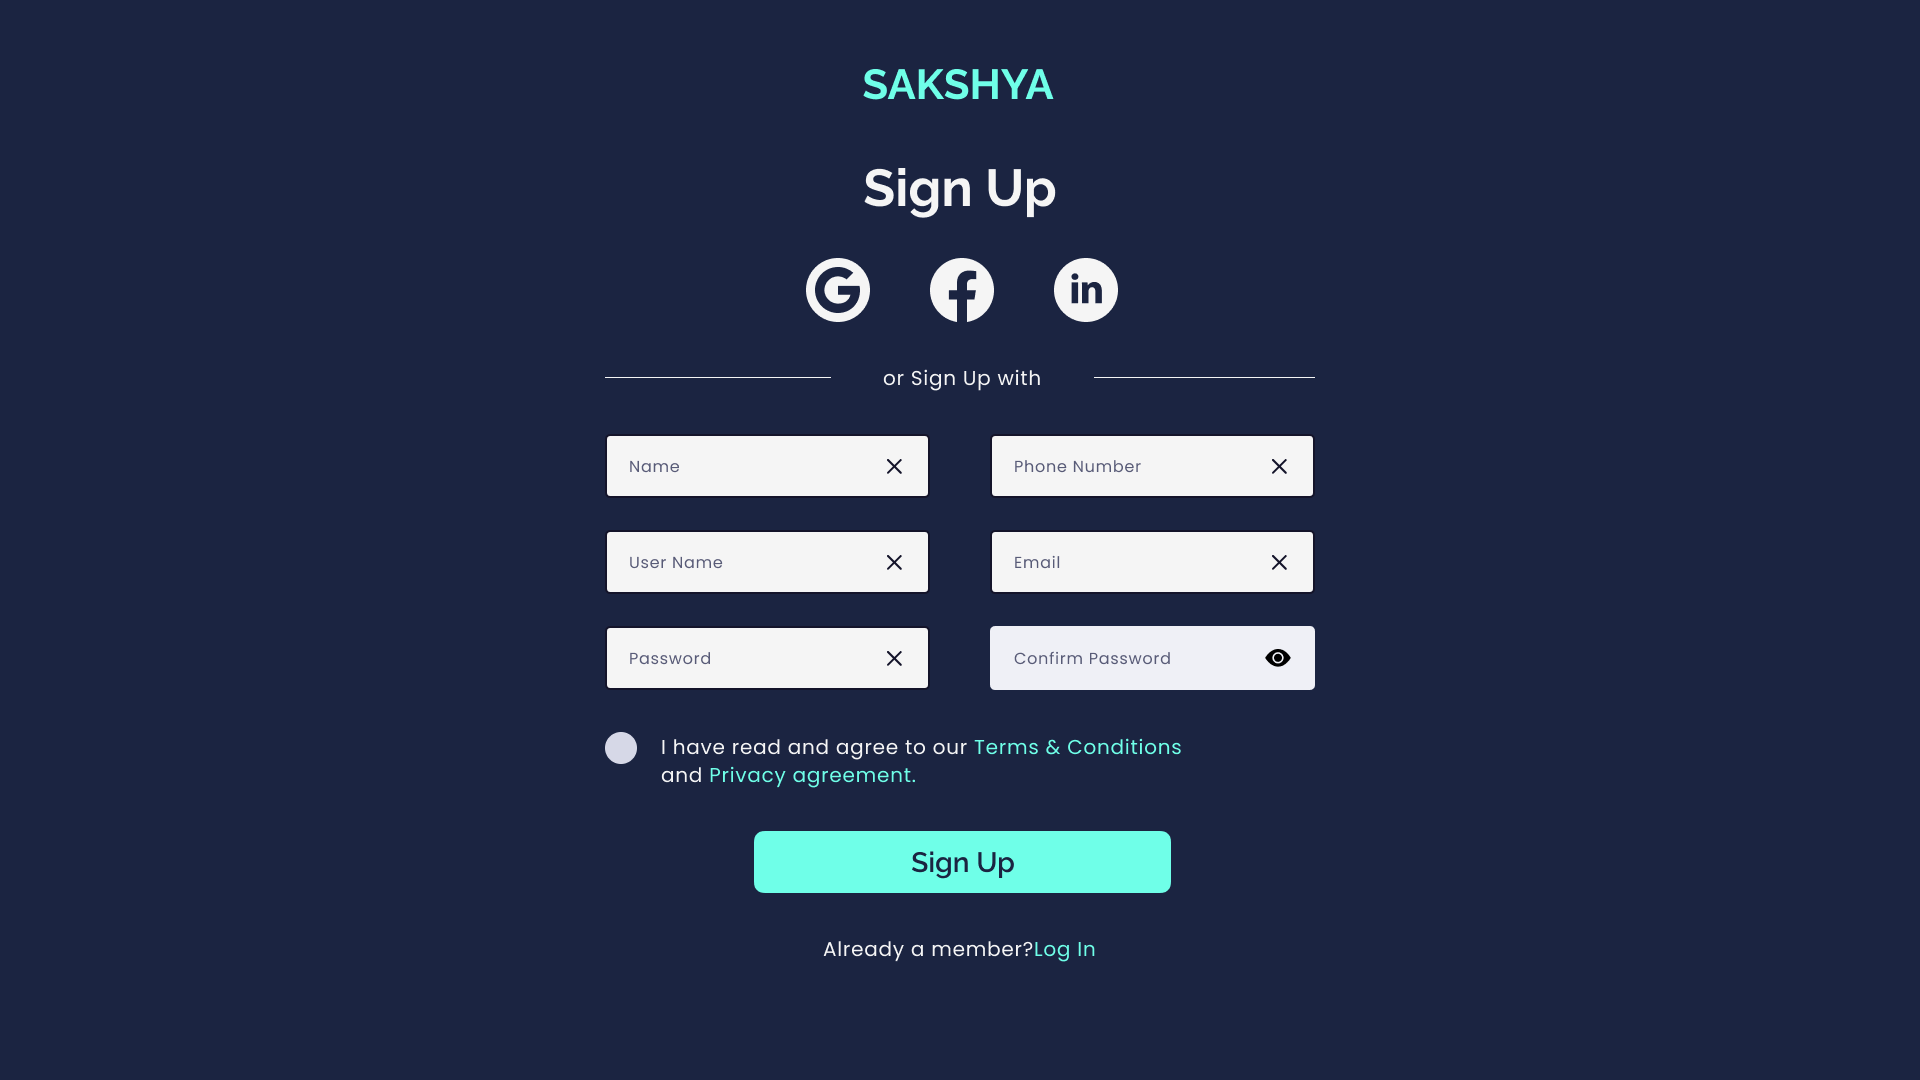 SAKSHYA
Sign Up
or Sign Up with
Name
Phone Number
User Name
Email
Password
Confirm Password
I have read and agree to our Terms & Conditions
and Privacy agreement.
Sign Up
Already a member?Log In